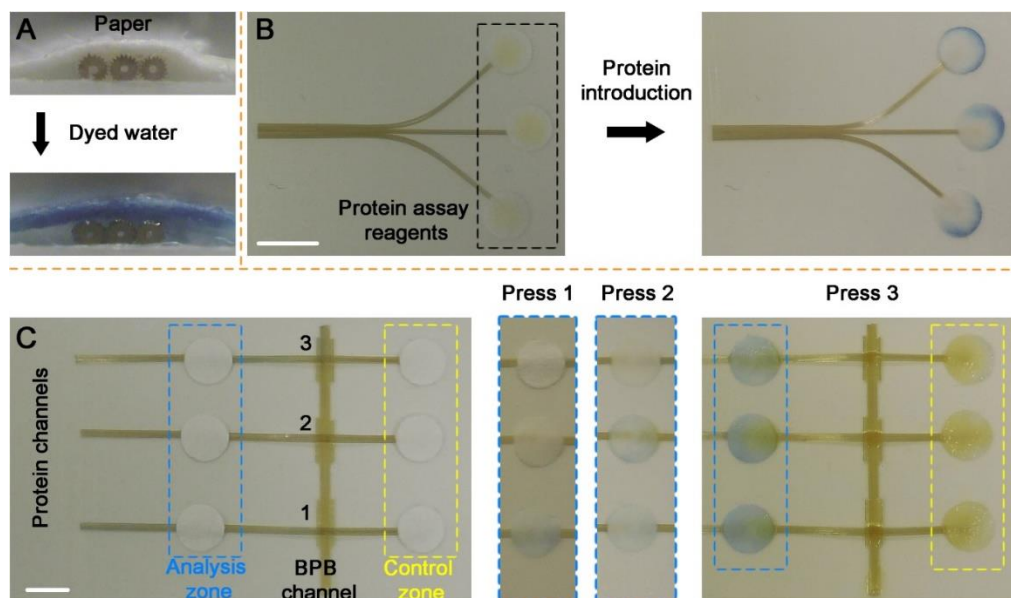 A
Paper
Dyed water
B
Protein assay
reagents
Protein
introduction
C
Protein channels
3
2
1
Analysis
zone
BPB
channel
Control
zone
Press 1
Press 2
Press 3